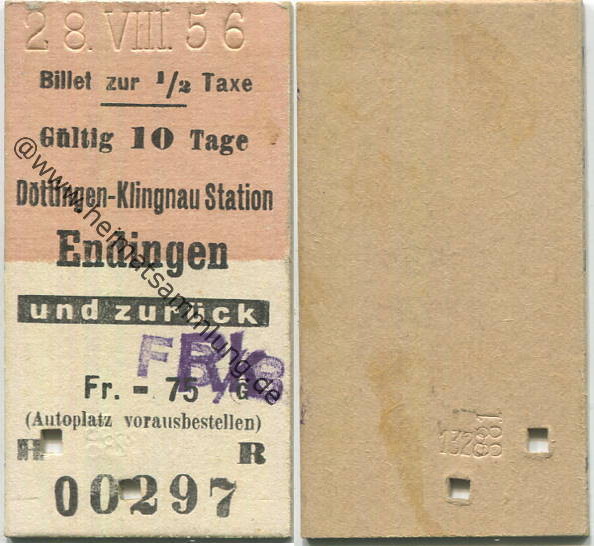 28.VIII 56
Billet zur 1/2 Taxe
Gültig 10 Tage
Döttingen-Klingnau Station
Endingen
und zurück
Fr. - 75 G
(Autoplatz vorausbestellen)
H R
00297
@www.heimatsammlung.de